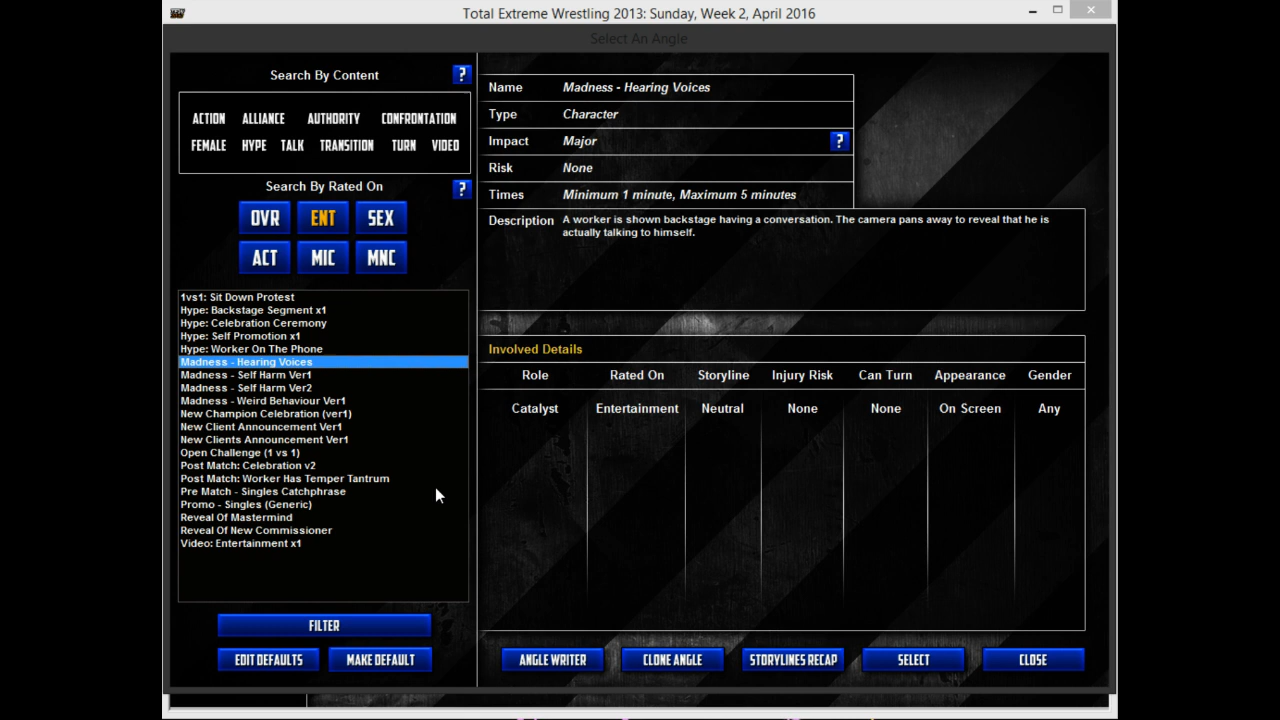 Total Extreme Wrestling 2013: Sunday, Week 2, April 2016
Select An Angle
Search By Content
?
ACTION ALLIANCE AUTHORITY CONFRONTATION
FEMALE HYPE TALK TRANSITION TURN VIDEO
Search By Rated On
?
OVR ENT SEX
ACT MIC MNC
1vs1: Sit Down Protest
Hype: Backstage Segment x1
Hype: Celebration Ceremony
Hype: Self Promotion x1
Hype: Worker On The Phone
Madness - Hearing Voices
Madness - Self Harm Ver1
Madness - Self Harm Ver2
Madness - Weird Behaviour Ver1
New Champion Celebration (ver1)
New Client Announcement Ver1
New Clients Announcement Ver1
Open Challenge (1 vs 1)
Post Match: Celebration v2
Post Match: Worker Has Temper Tantrum
Pre Match - Singles Catchphrase
Promo - Singles (Generic)
Reveal Of Mastermind
Reveal Of New Commissioner
Video: Entertainment x1
FILTER
EDIT DEFAULTS MAKE DEFAULT
Name Madness - Hearing Voices
Type Character
Impact Major ?
Risk None
Times Minimum 1 minute, Maximum 5 minutes
Description A worker is shown backstage having a conversation. The camera pans away to reveal that he is
actually talking to himself.
Involved Details
Role Rated On Storyline Injury Risk Can Turn Appearance Gender
Catalyst Entertainment Neutral None None On Screen Any
ANGLE WRITER CLONE ANGLE STORYLINES RECAP SELECT CLOSE